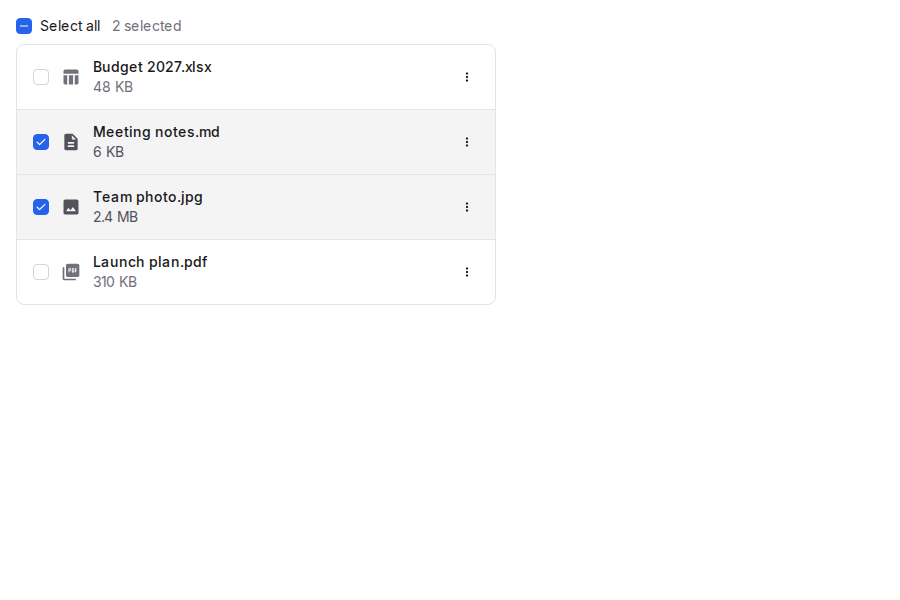 Select all 2 selected
Budget 2027.xlsx
48 KB
Meeting notes.md
6 KB
Team photo.jpg
2.4 MB
PDF
Launch plan.pdf
310 KB